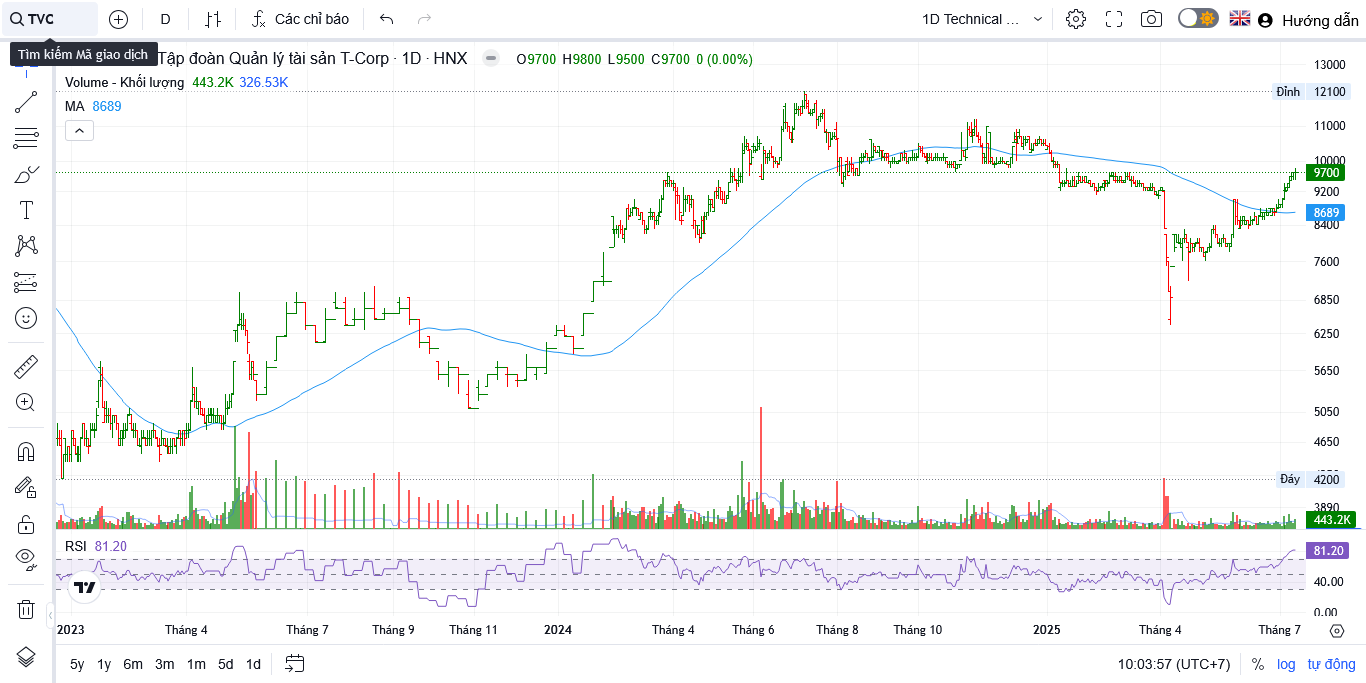 TVC
D
Các chỉ báo
1D Technical ...
Hướng dẫn
Tìm kiếm Mã giao dịch
Tập đoàn Quản lý tài sản T-Corp · 1D · HNX
O9700 H9800 L9500 C9700 0 (0.00%)
Volume - Khối lượng 443.2K 326.53K
MA 8689
13000
Đỉnh 12100
11000
10000
9700
9200
8689
8400
7600
6850
6250
5650
5050
4650
Đáy 4200
3890
443.2K
RSI 81.20
81.20
40.00
0.00
2023 Tháng 4 Tháng 7 Tháng 9 Tháng 11 2024 Tháng 4 Tháng 6 Tháng 8 Tháng 10 2025 Tháng 4 Tháng 7
5y 1y 6m 3m 1m 5d 1d
10:03:57 (UTC+7) % log tự động